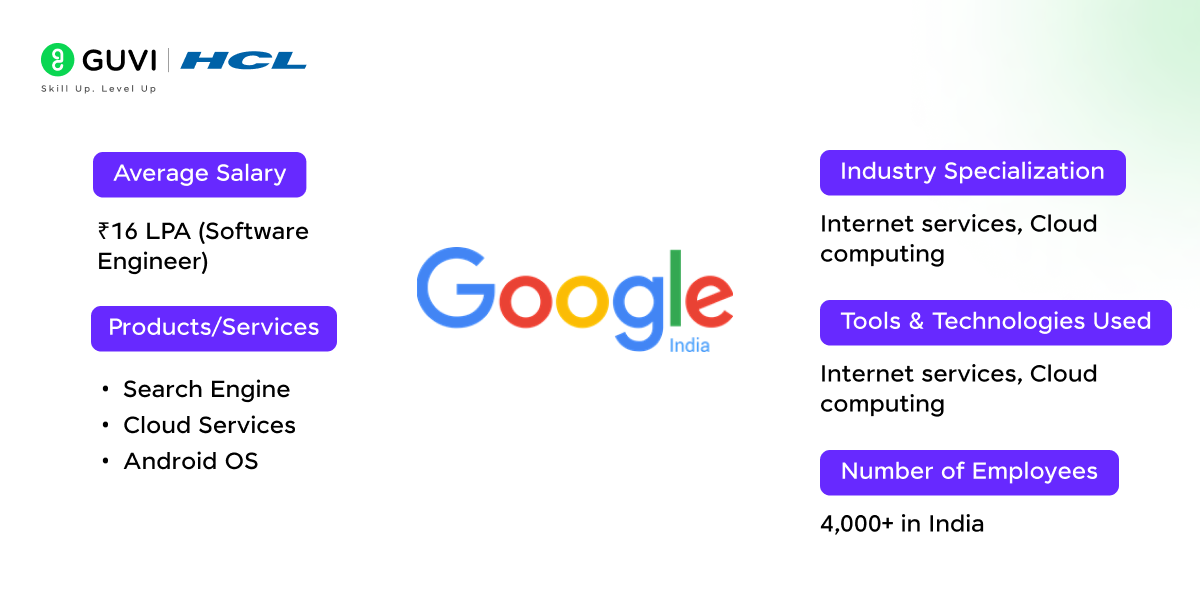 GUVI | HCL
Skill Up. Level Up
Average Salary
₹16 LPA (Software
Engineer)
Products/Services
• Search Engine
• Cloud Services
• Android OS
Google
India
Industry Specialization
Internet services, Cloud
computing
Tools & Technologies Used
Internet services, Cloud
computing
Number of Employees
4,000+ in India